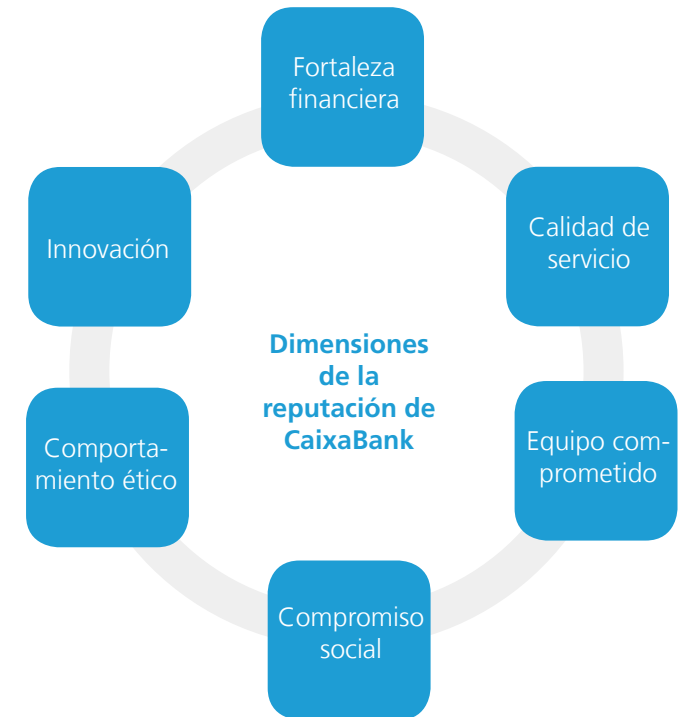 Fortaleza
financiera
Calidad de
servicio
Equipo com-
prometido
Compromiso
social
Comporta-
miento ético
Innovación
Dimensiones
de la
reputación de
CaixaBank